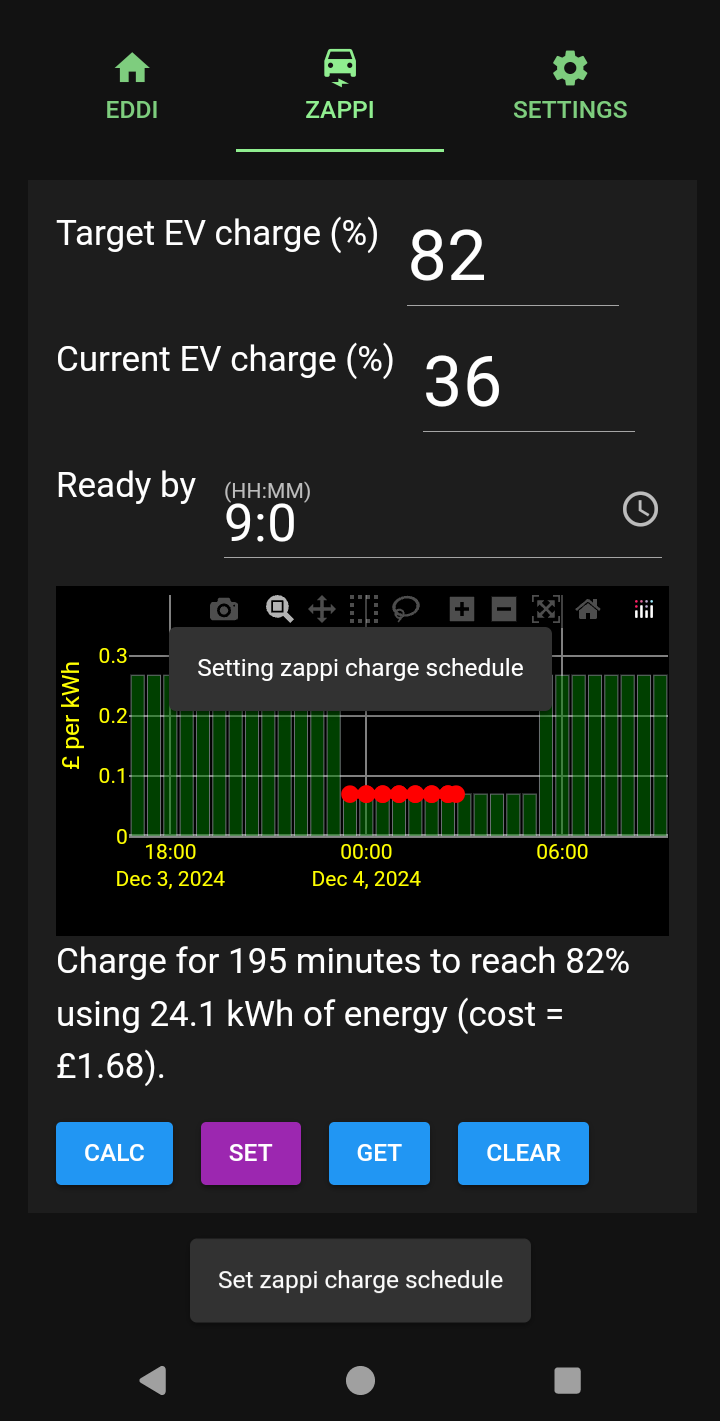 EDDI
ZAPPI
SETTINGS
Target EV charge (%)
82
Current EV charge (%)
36
Ready by
(HH:MM)
9:0
Setting zappi charge schedule
£ per kWh
0.3
0.2
0.1
0
18:00
00:00
06:00
Dec 3, 2024
Dec 4, 2024
Charge for 195 minutes to reach 82%
using 24.1 kWh of energy (cost =
£1.68).
CALC
SET
GET
CLEAR
Set zappi charge schedule